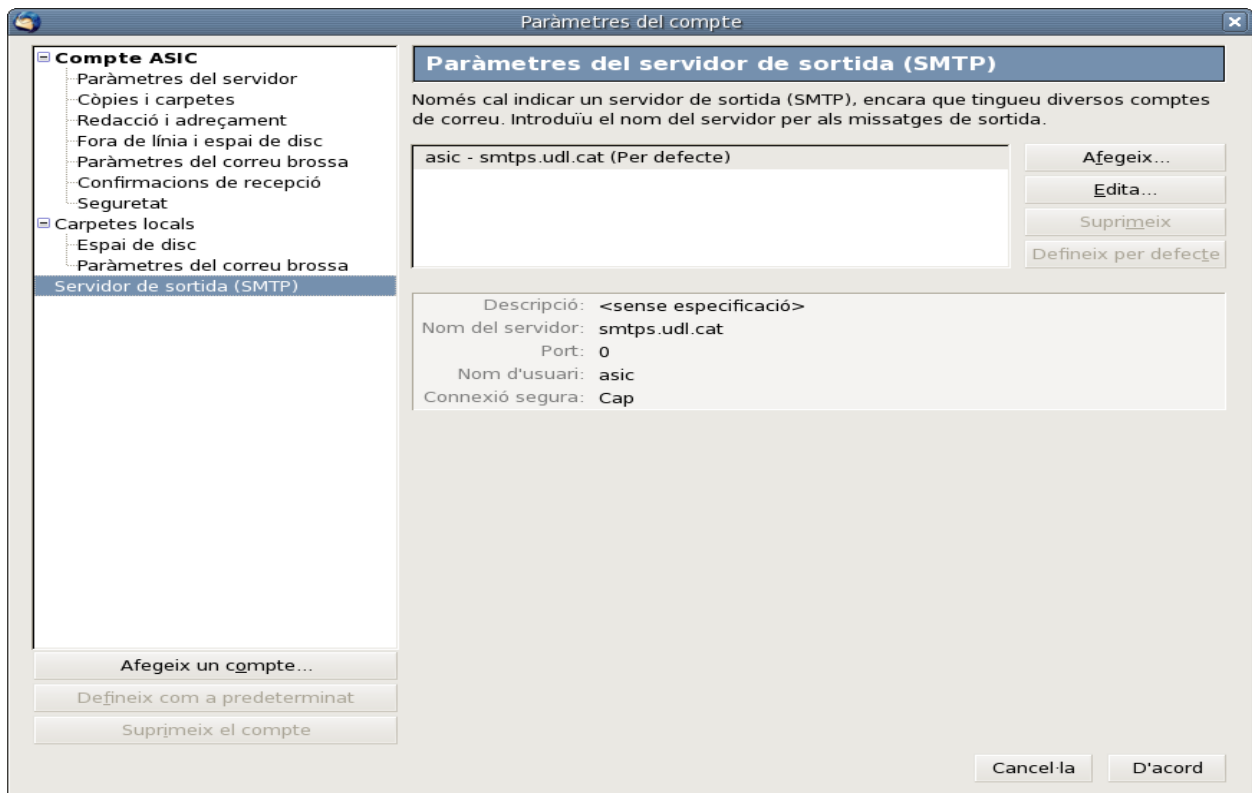 Paràmetres del compte
Compte ASIC
Paràmetres del servidor
Còpies i carpetes
Redacció i adreçament
Fora de línia i espai de disc
Paràmetres del correu brossa
Confirmacions de recepció
Seguretat
Carpetes locals
Espai de disc
Paràmetres del correu brossa
Servidor de sortida (SMTP)
Afegeix un compte...
Defineix com a predeterminat
Suprimeix el compte
Paràmetres del servidor de sortida (SMTP)
Només cal indicar un servidor de sortida (SMTP), encara que tingueu diversos comptes
de correu. Introduïu el nom del servidor per als missatges de sortida.
asic - smtps.udl.cat (Per defecte)
Afegeix...
Edita...
Suprimeix
Defineix per defecte
Descripció: <sense especificació>
Nom del servidor: smtps.udl.cat
Port: 0
Nom d'usuari: asic
Connexió segura: Cap
Cancel·la
D'acord